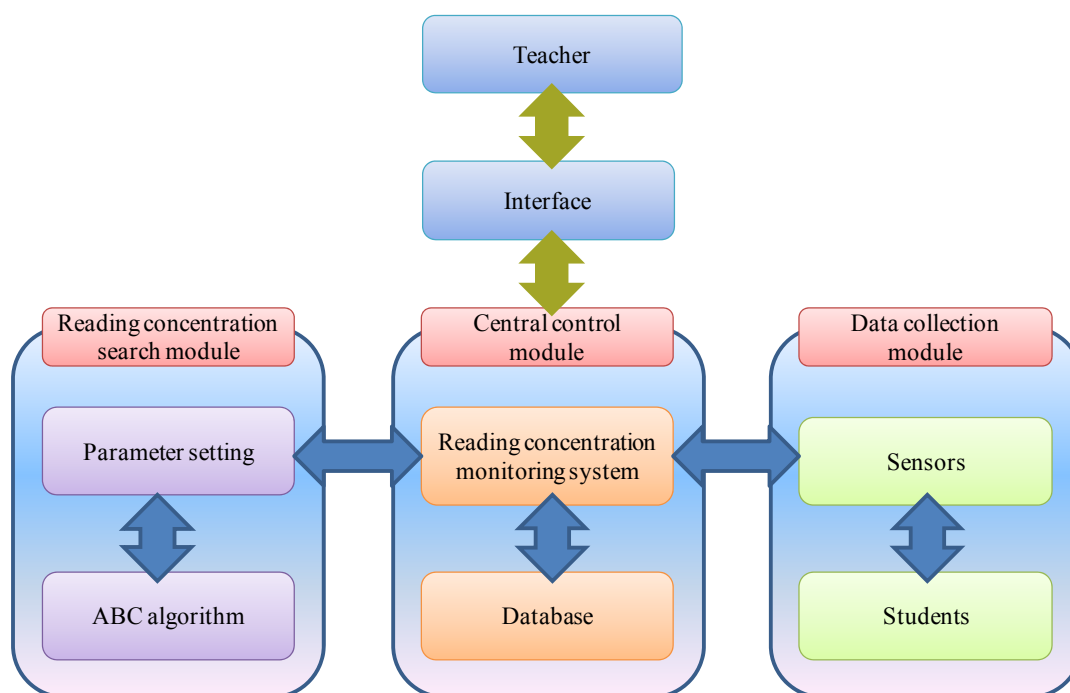 Teacher
Interface
Reading concentration
search module
Central control
module
Data collection
module
Parameter setting
Reading concentration
monitoring system
Sensors
ABC algorithm
Database
Students